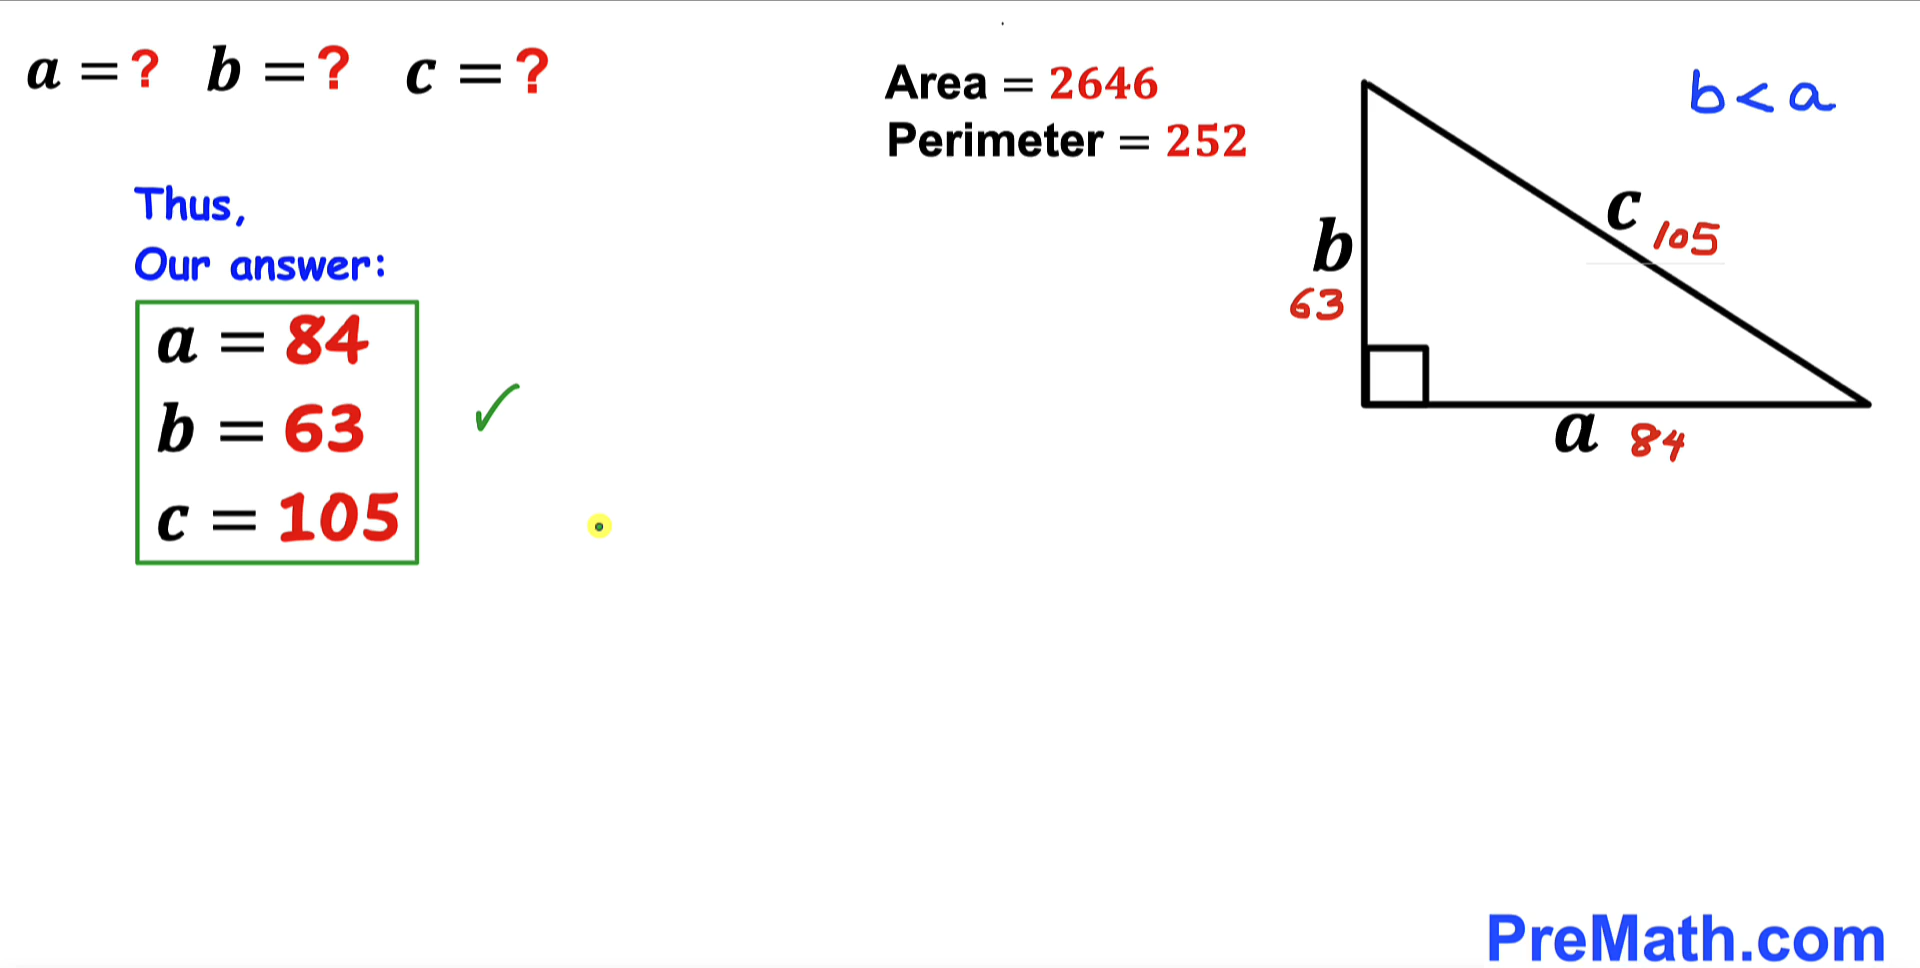 a = ? b = ? c = ?
Area = 2646
Perimeter = 252
b < a
Thus,
Our answer:
a = 84
b = 63
c = 105
c 105
b
63
a 84
PreMath.com